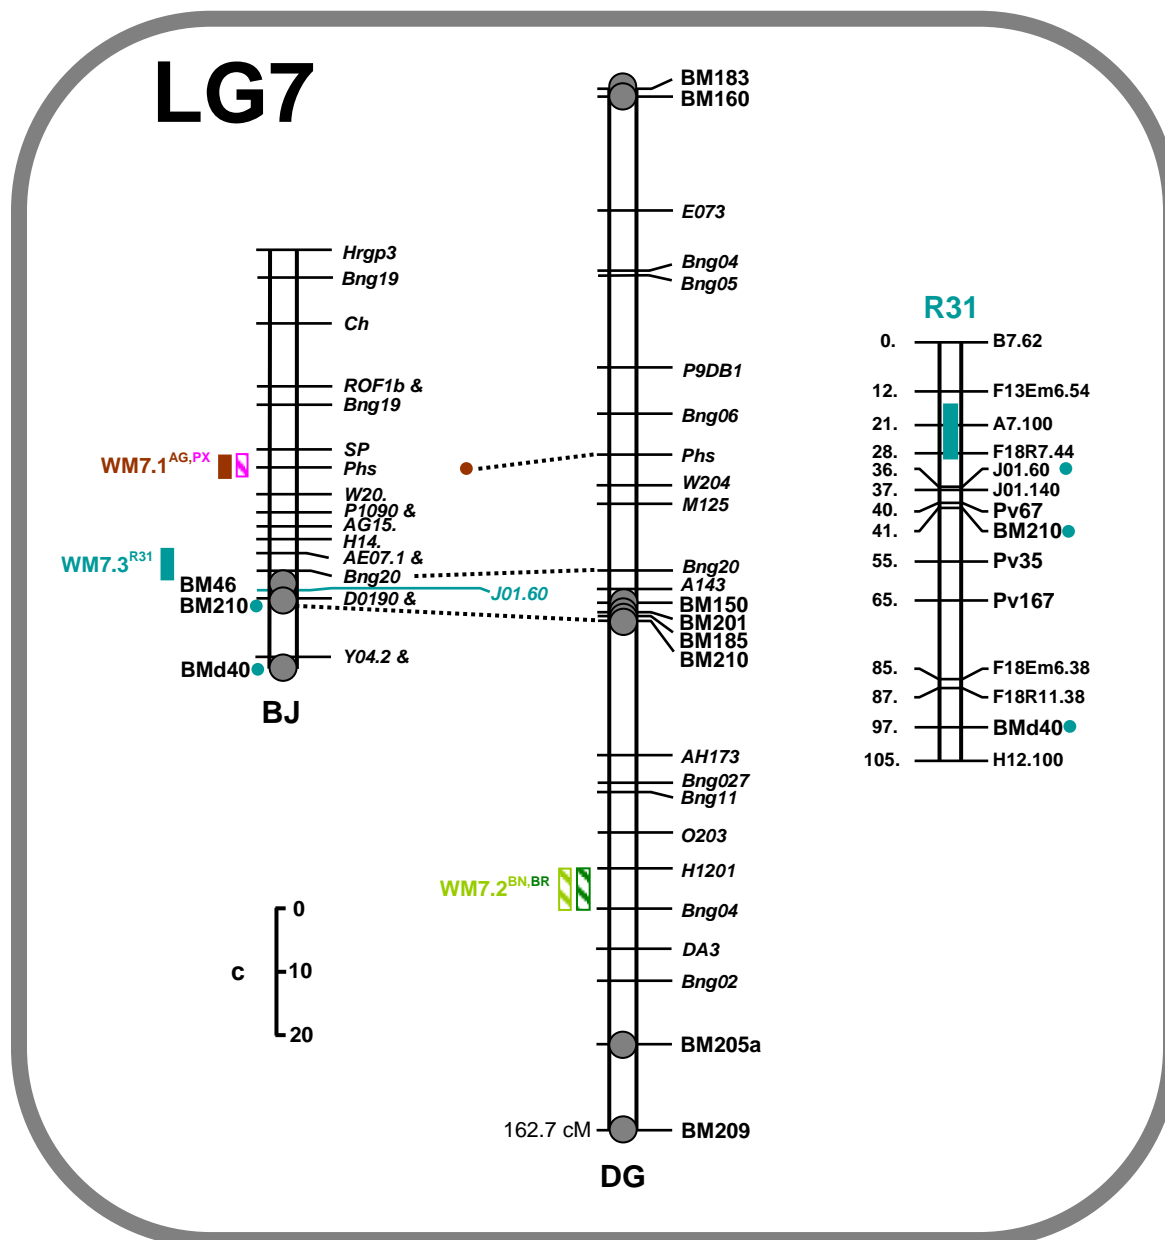 LG7
Hrgp3
Bng19
Ch
ROF1b &
Bng19
SP
WM7.1AG,PX
Phs
W20.
P1090 &
AG15.
H14.
WM7.3R31
AE07.1 &
Bng20
BM46
J01.60
BM210
D0190 &
Y04.2 &
BMd40
BJ
c
0
10
20
BM183
BM160
E073
Bng04
Bng05
P9DB1
Bng06
Phs
W204
M125
Bng20
A143
BM150
BM201
BM185
BM210
AH173
Bng027
Bng11
O203
WM7.2BN,BR
H1201
Bng04
DA3
Bng02
BM205a
162.7 cM
BM209
DG
R31
0. B7.62
12. F13Em6.54
21. A7.100
28. F18R7.44
36. J01.60
37. J01.140
40. Pv67
41. BM210
55. Pv35
65. Pv167
85. F18Em6.38
87. F18R11.38
97. BMd40
105. H12.100